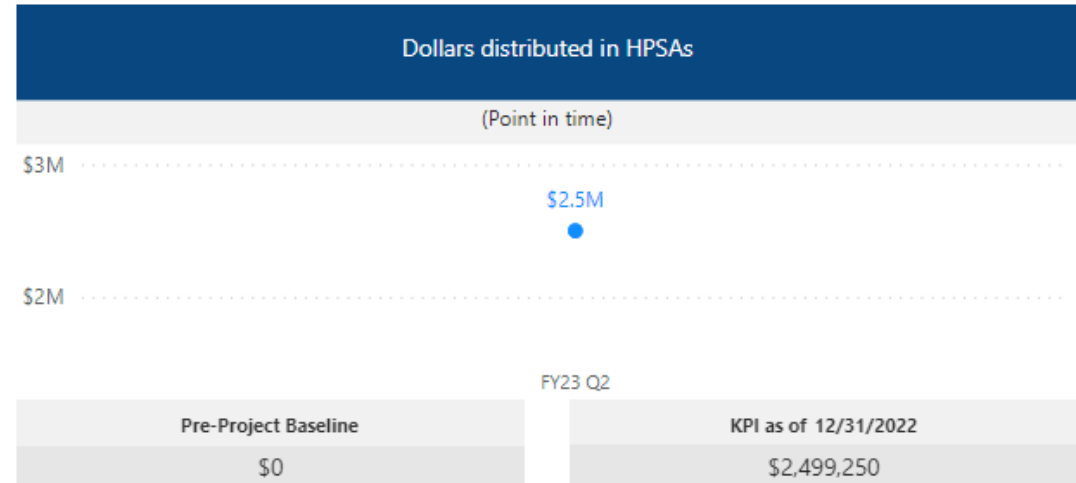 Dollars distributed in HPSAs
(Point in time)
$3M
$2.5M
$2M
FY23 Q2
Pre-Project Baseline
KPI as of 12/31/2022
$0
$2,499,250